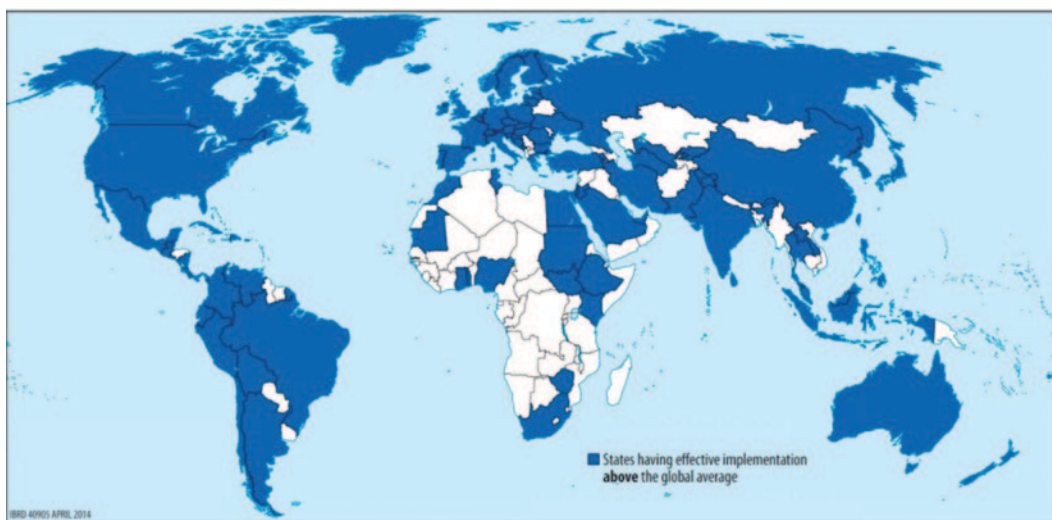 States having effective implementation
above the global average
IBRD 40905 APRIL 2014